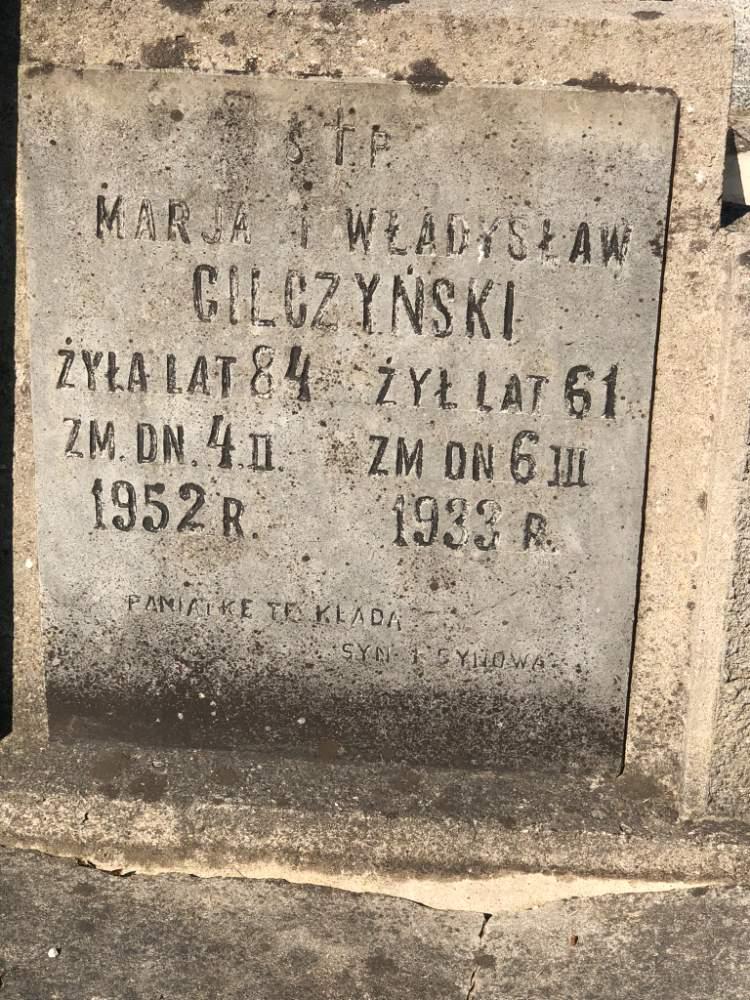 Ś † P.
MARJA I WŁADYSŁAW
GILCZYŃSKI
ŻYŁA LAT 84 ŻYŁ LAT 61
ZM. DN. 4 II. ZM DN 6 III
1952 R. 1933 R.
PAMIĄTKĘ TĘ KŁADĄ
SYN I SYNOWA